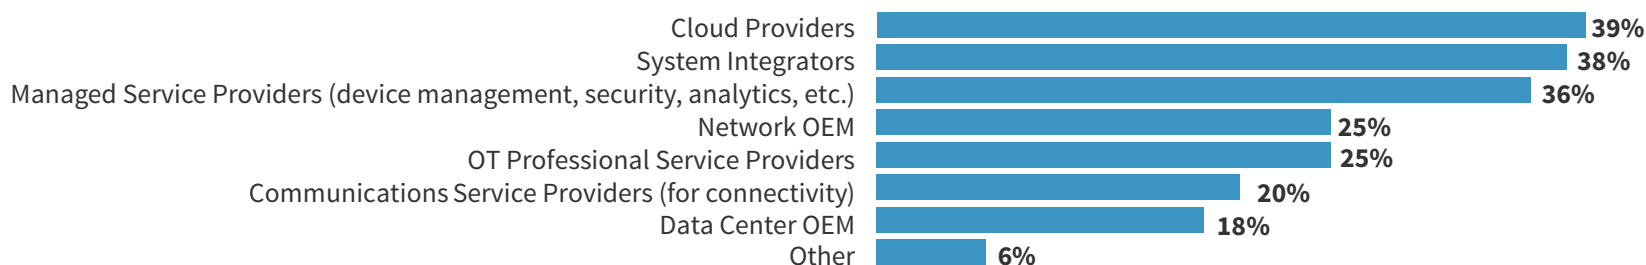 Cloud Providers 39%
System Integrators 38%
Managed Service Providers (device management, security, analytics, etc.) 36%
Network OEM 25%
OT Professional Service Providers 25%
Communications Service Providers (for connectivity) 20%
Data Center OEM 18%
Other 6%